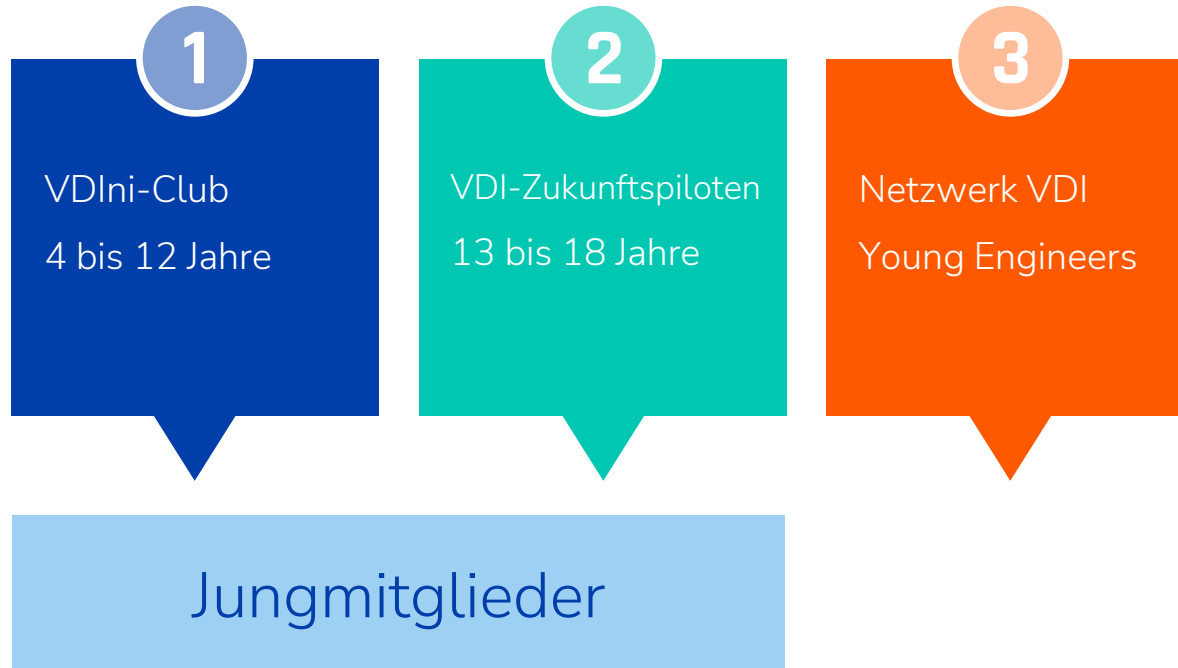 1
VDIni-Club
4 bis 12 Jahre
2
VDI-Zukunftspiloten
13 bis 18 Jahre
3
Netzwerk VDI
Young Engineers
Jungmitglieder